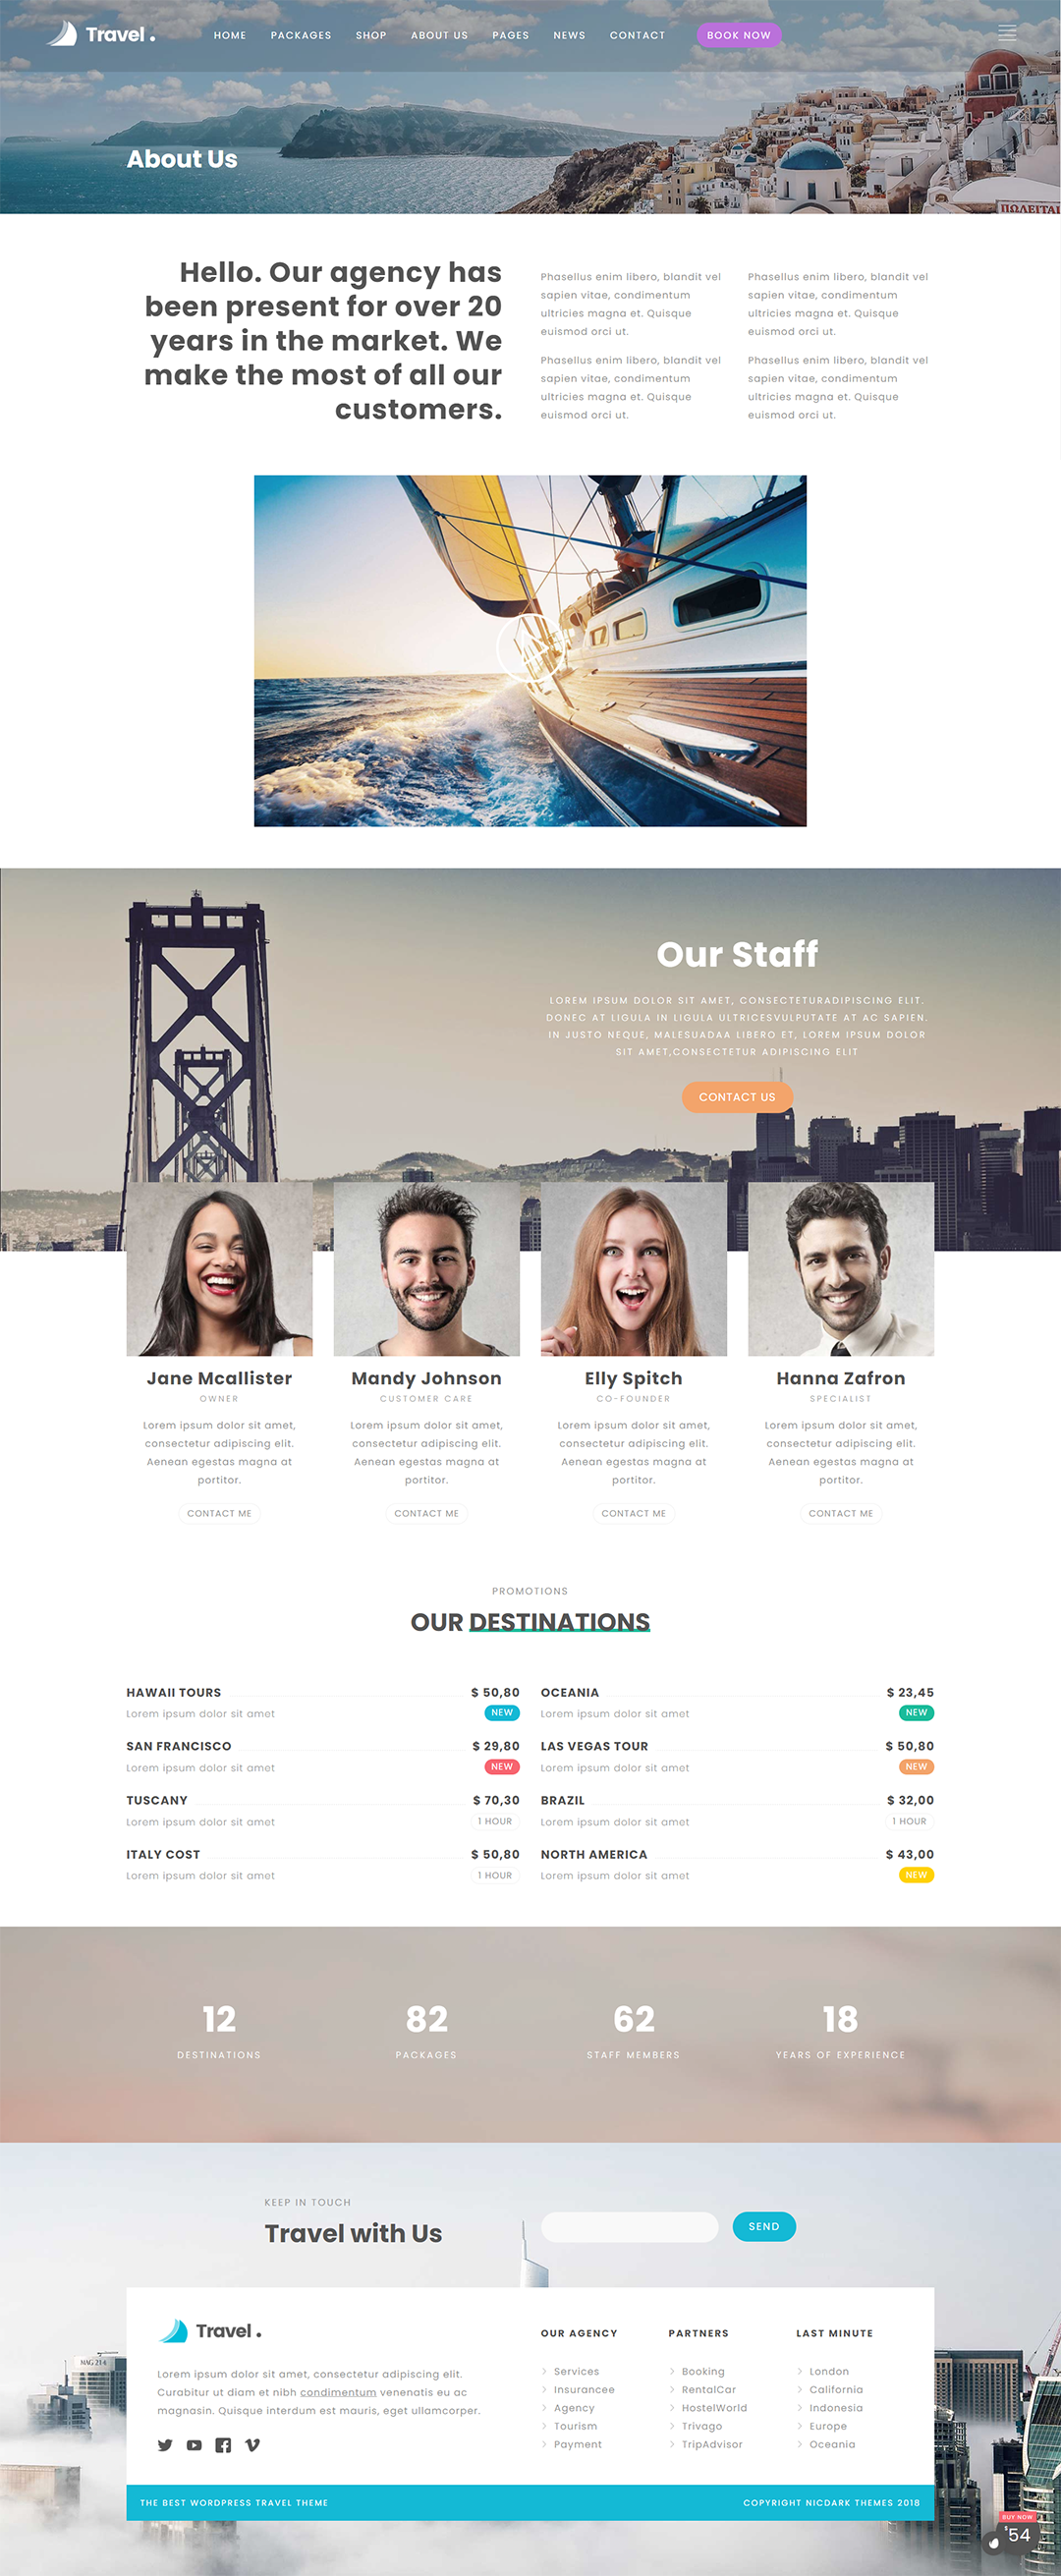 Travel .
HOME PACKAGES SHOP ABOUT US PAGES NEWS CONTACT BOOK NOW
About Us
ΠΩΛΕΙΤΑΙ
Hello. Our agency has
been present for over 20
years in the market. We
make the most of all our
customers.
Phasellus enim libero, blandit vel
sapien vitae, condimentum
ultricies magna et. Quisque
euismod orci ut.
Phasellus enim libero, blandit vel
sapien vitae, condimentum
ultricies magna et. Quisque
euismod orci ut.
Phasellus enim libero, blandit vel
sapien vitae, condimentum
ultricies magna et. Quisque
euismod orci ut.
Phasellus enim libero, blandit vel
sapien vitae, condimentum
ultricies magna et. Quisque
euismod orci ut.
Our Staff
LOREM IPSUM DOLOR SIT AMET, CONSECTETURADIPISCING ELIT.
DONEC AT LIGULA IN LIGULA ULTRICESVULPUTATE AT AC SAPIEN.
IN JUSTO NEQUE, MALESUADAA LIBERO ET, LOREM IPSUM DOLOR
SIT AMET,CONSECTETUR ADIPISCING ELIT
CONTACT US
Jane Mcallister
OWNER
Lorem ipsum dolor sit amet,
consectetur adipiscing elit.
Aenean egestas magna at
portitor.
CONTACT ME
Mandy Johnson
CUSTOMER CARE
Lorem ipsum dolor sit amet,
consectetur adipiscing elit.
Aenean egestas magna at
portitor.
CONTACT ME
Elly Spitch
CO-FOUNDER
Lorem ipsum dolor sit amet,
consectetur adipiscing elit.
Aenean egestas magna at
portitor.
CONTACT ME
Hanna Zafron
SPECIALIST
Lorem ipsum dolor sit amet,
consectetur adipiscing elit.
Aenean egestas magna at
portitor.
CONTACT ME
PROMOTIONS
OUR DESTINATIONS
HAWAII TOURS $ 50,80
Lorem ipsum dolor sit amet NEW
SAN FRANCISCO $ 29,80
Lorem ipsum dolor sit amet NEW
TUSCANY $ 70,30
Lorem ipsum dolor sit amet 1 HOUR
ITALY COST $ 50,80
Lorem ipsum dolor sit amet 1 HOUR
OCEANIA $ 23,45
Lorem ipsum dolor sit amet NEW
LAS VEGAS TOUR $ 50,80
Lorem ipsum dolor sit amet NEW
BRAZIL $ 32,00
Lorem ipsum dolor sit amet 1 HOUR
NORTH AMERICA $ 43,00
Lorem ipsum dolor sit amet NEW
12
DESTINATIONS
82
PACKAGES
62
STAFF MEMBERS
18
YEARS OF EXPERIENCE
KEEP IN TOUCH
Travel with Us
SEND
Travel .
Lorem ipsum dolor sit amet, consectetur adipiscing elit.
Curabitur ut diam et nibh condimentum venenatis eu ac
magnasin. Quisque interdum est mauris, eget ullamcorper.
OUR AGENCY
Services
Insurancee
Agency
Tourism
Payment
PARTNERS
Booking
RentalCar
HostelWorld
Trivago
TripAdvisor
LAST MINUTE
London
California
Indonesia
Europe
Oceania
NAG 214
THE BEST WORDPRESS TRAVEL THEME
COPYRIGHT NICDARK THEMES 2018
BUY NOW
$54